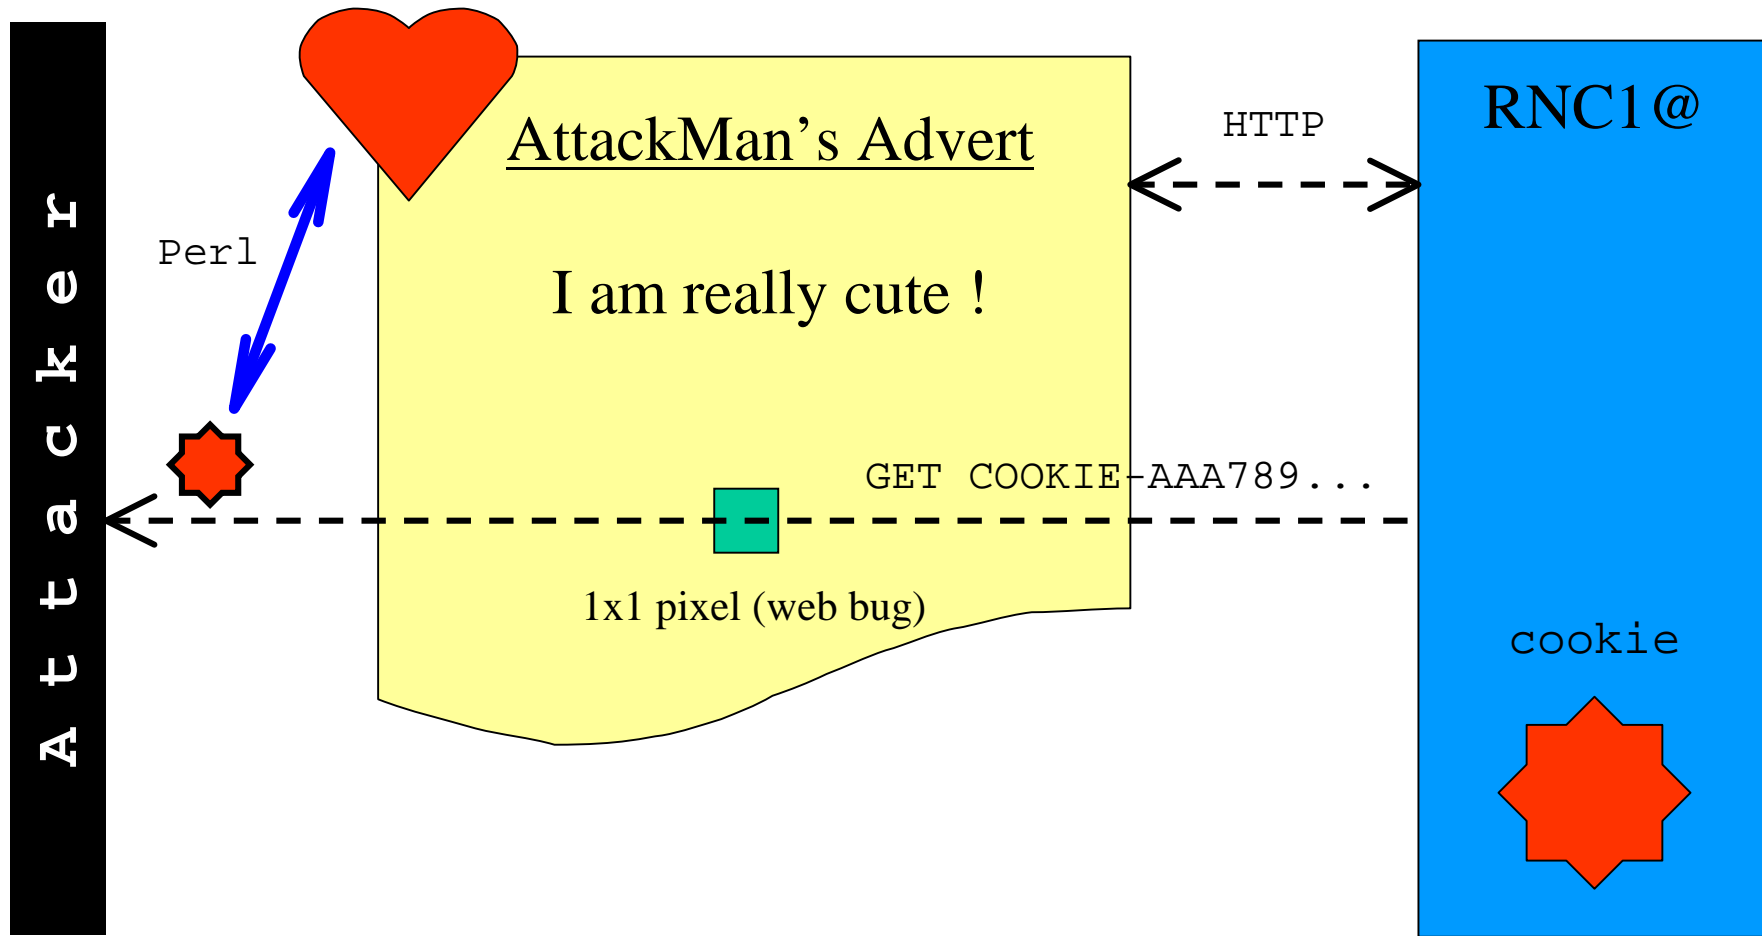 Attacker
Perl
AttackMan’s Advert
I am really cute !
HTTP
RNC1@
GET COOKIE-AAA789...
1x1 pixel (web bug)
cookie